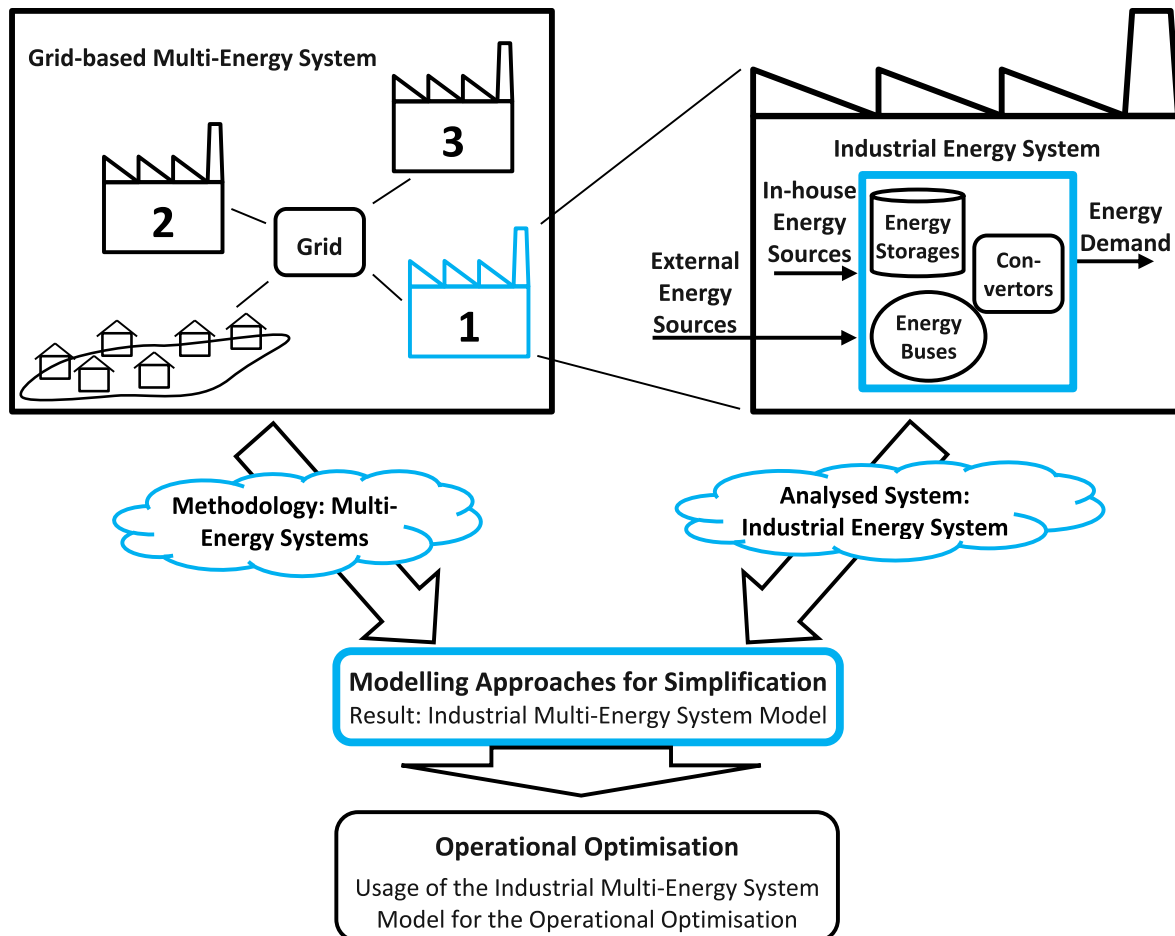 Grid-based Multi-Energy System
3
2
Grid
1
Industrial Energy System
In-house
Energy
Sources
External
Energy
Sources
Energy
Storages
Con-
vertors
Energy
Buses
Energy
Demand
Methodology: Multi-
Energy Systems
Analysed System:
Industrial Energy System
Modelling Approaches for Simplification
Result: Industrial Multi-Energy System Model
Operational Optimisation
Usage of the Industrial Multi-Energy System
Model for the Operational Optimisation